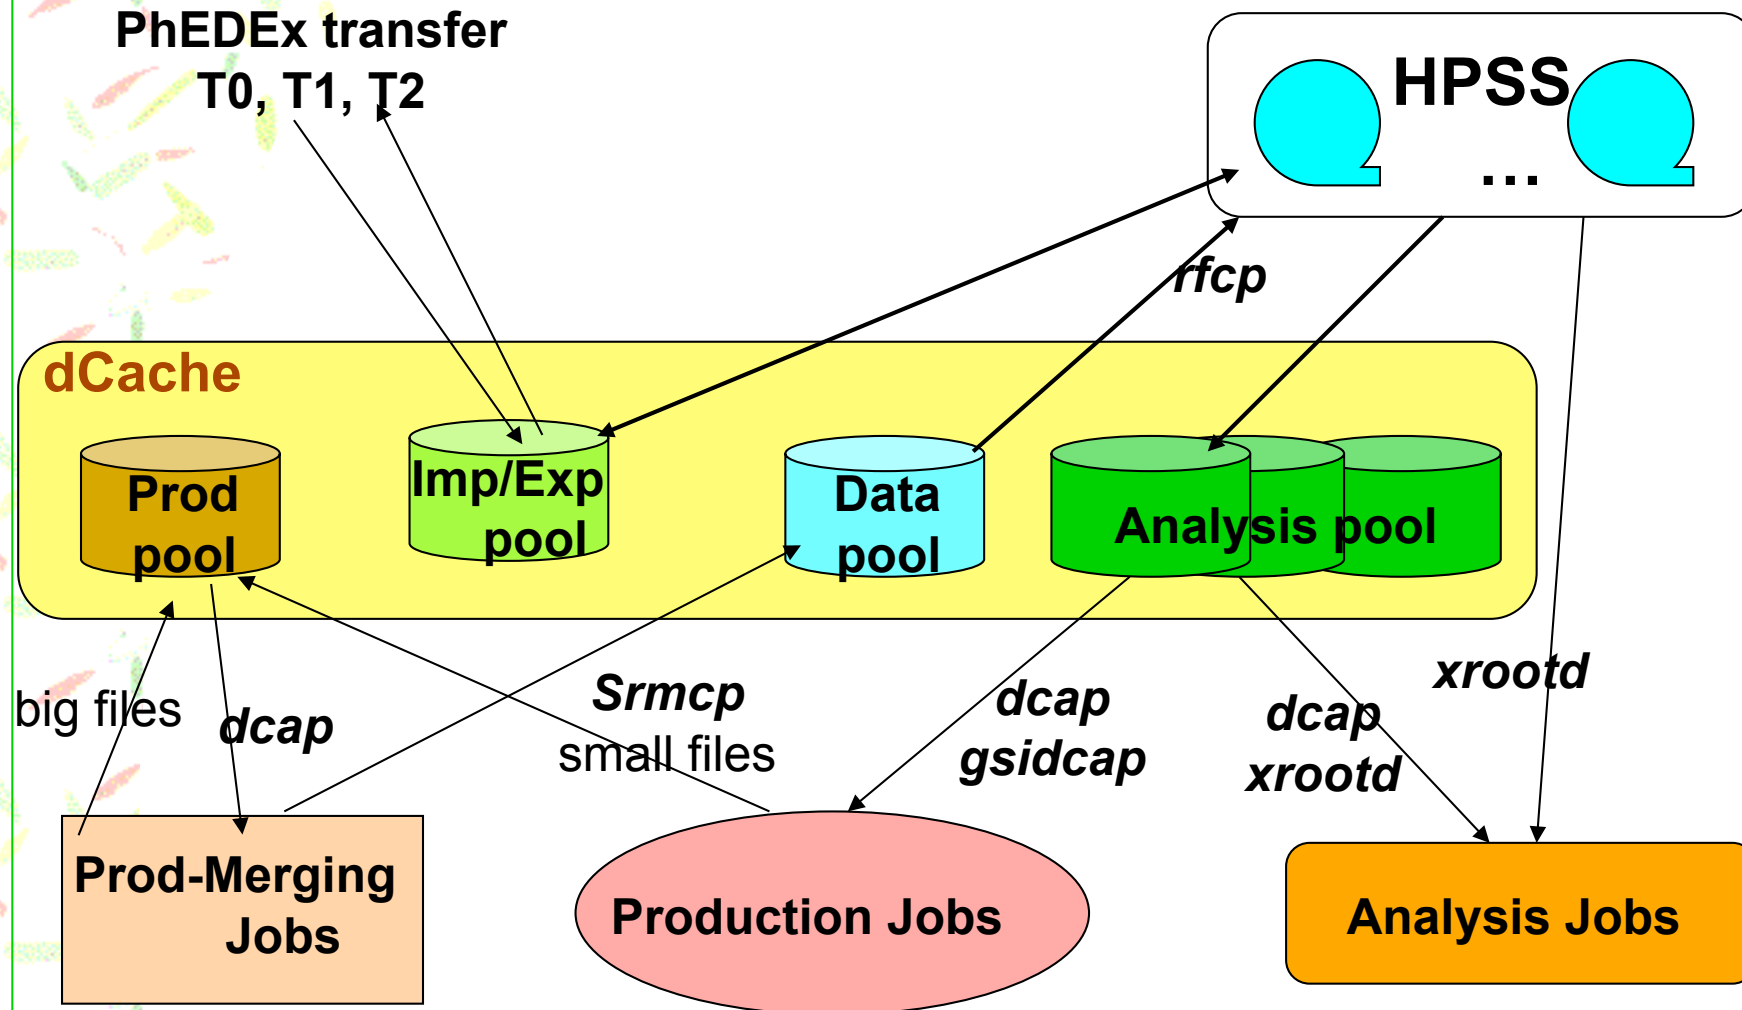 PhEDEx transfer
T0, T1, T2
HPSS
...
rfcp
dCache
Prod
pool
Imp/Exp
pool
Data
pool
Analysis pool
big files
dcap
Srmcp
small files
dcap
gsidcap
dcap
xrootd
xrootd
Prod-Merging
Jobs
Production Jobs
Analysis Jobs